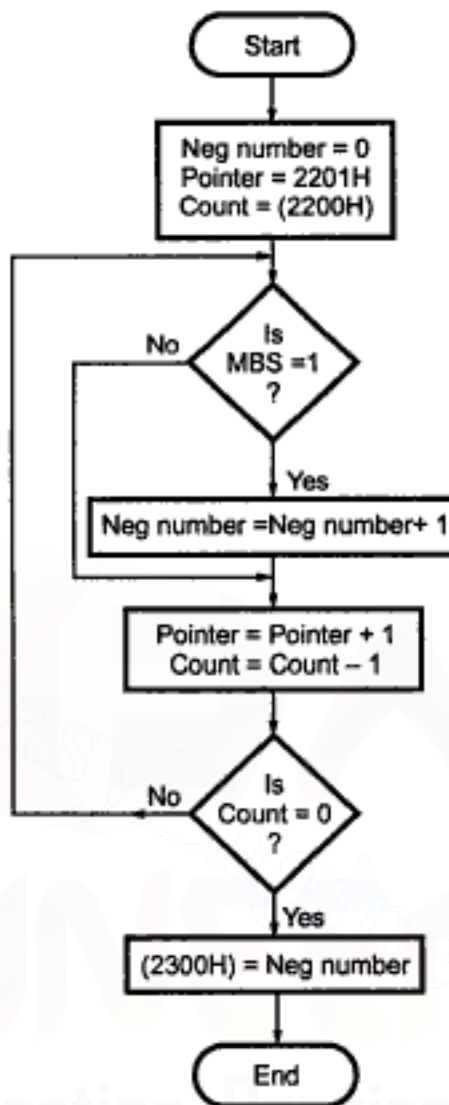 Start
Neg number = 0
Pointer = 2201H
Count = (2200H)
Is
MBS =1
?
No
Yes
Neg number =Neg number+ 1
Pointer = Pointer + 1
Count = Count – 1
Is
Count = 0
?
No
Yes
(2300H) = Neg number
End